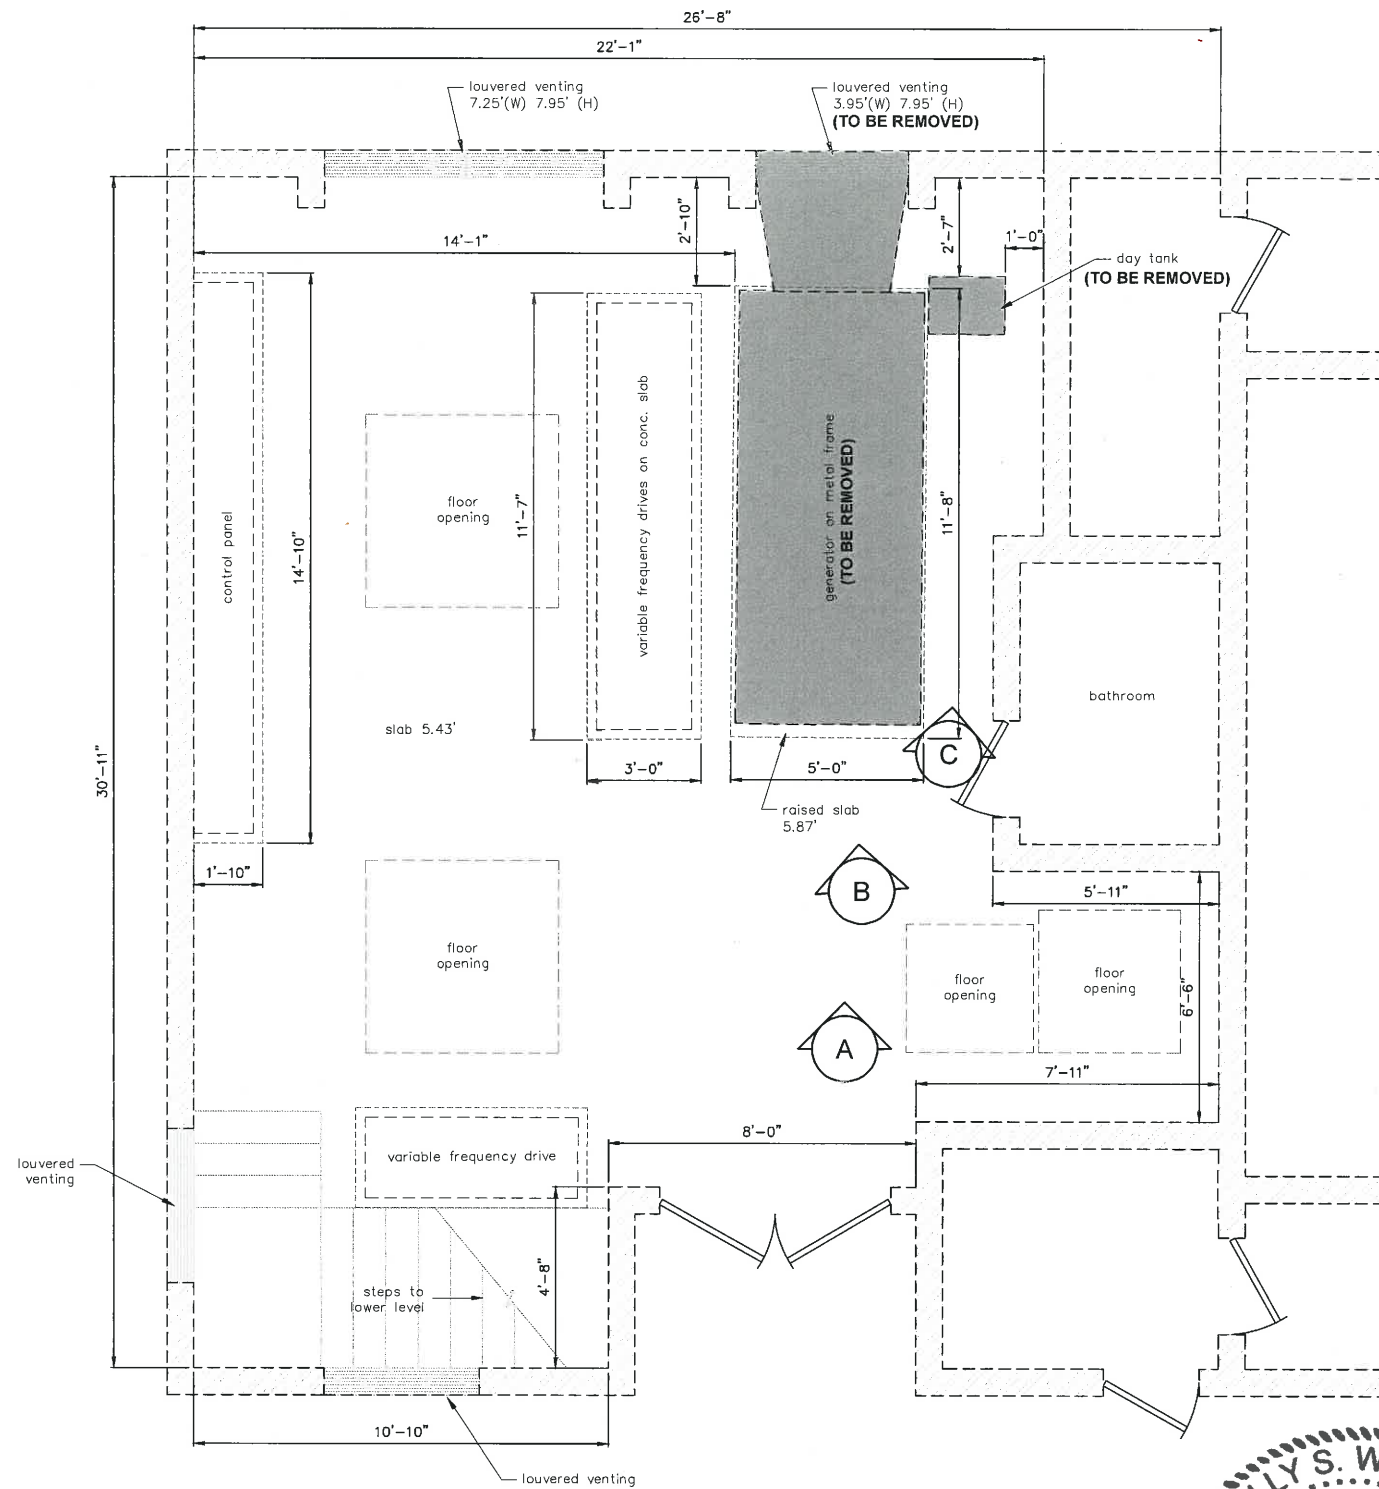 26'-8"
22'-1"
louvered venting
7.25'(W) 7.95' (H)
louvered venting
3.95'(W) 7.95' (H)
(TO BE REMOVED)
2'-10"
2'-7"
14'-1"
1'-0"
day tank
(TO BE REMOVED)
control panel
14'-10"
floor
opening
11'-7"
variable frequency drives on conc. slab
generator on metal frame
(TO BE REMOVED)
11'-8"
bathroom
slab 5.43'
30'-11"
3'-0"
5'-0"
C
raised slab
5.87'
1'-10"
B
5'-11"
floor
opening
floor
opening
floor
opening
6'-6"
A
7'-11"
8'-0"
variable frequency drive
louvered
venting
4'-8"
steps to
lower level
10'-10"
louvered venting
LY S. W